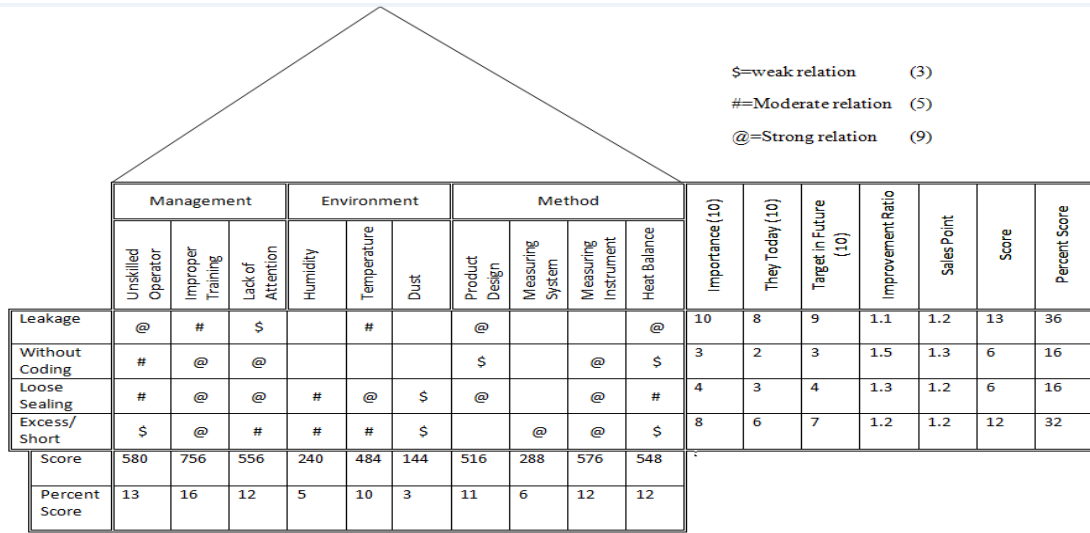 $=weak relation (3)
#=Moderate relation (5)
@=Strong relation (9)
Management Environment Method
Unskilled Operator Improper Training Lack of Attention Humidity Temperature Dust Product Design Measuring System Measuring Instrument Heat Balance Importance (10) They Today (10) Target in Future (10) Improvement Ratio Sales Point Score Percent Score
Leakage @ # $ # @ @ 10 8 9 1.1 1.2 13 36
Without Coding # @ @ $ @ $ 3 2 3 1.5 1.3 6 16
Loose Sealing # @ @ # @ $ @ @ # 4 3 4 1.3 1.2 6 16
Excess/ Short $ @ # # # $ @ @ $ 8 6 7 1.2 1.2 12 32
Score 580 756 556 240 484 144 516 288 576 548
Percent Score 13 16 12 5 10 3 11 6 12 12